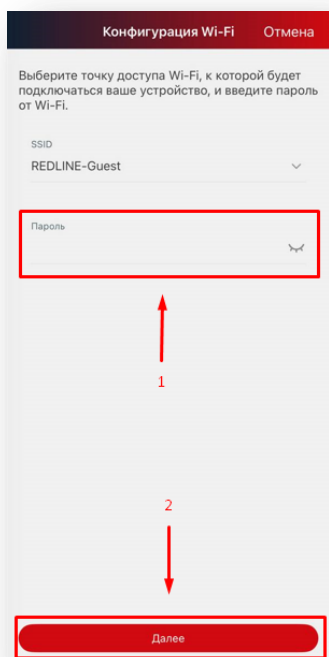 Конфигурация Wi-Fi Отмена
Выберите точку доступа Wi-Fi, к которой будет
подключаться ваше устройство, и введите пароль
от Wi-Fi.
SSID
REDLINE-Guest
Пароль
1
2
Далее